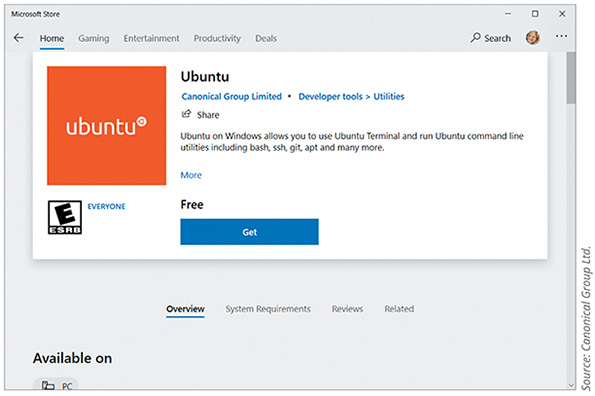 Microsoft Store
Home Gaming Entertainment Productivity Deals Search
Ubuntu
Canonical Group Limited • Developer tools > Utilities
Share
Ubuntu on Windows allows you to use Ubuntu Terminal and run Ubuntu command line
utilities including bash, ssh, git, apt and many more.
More
ubuntu
E
ESRB
EVERYONE
Free
Get
Overview System Requirements Reviews Related
Available on
PC
Source: Canonical Group Ltd.